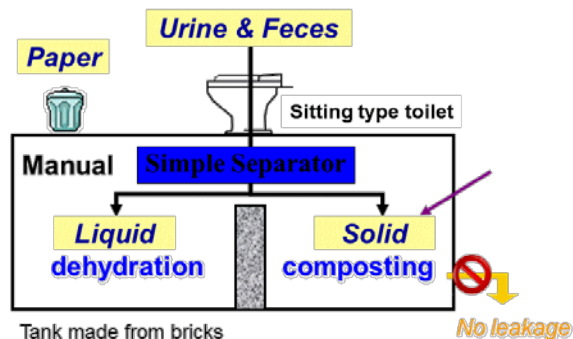 Urine & Feces
Paper
Sitting type toilet
Manual
Simple Separator
Liquid
Solid
dehydration
composting
Tank made from bricks
No leakage